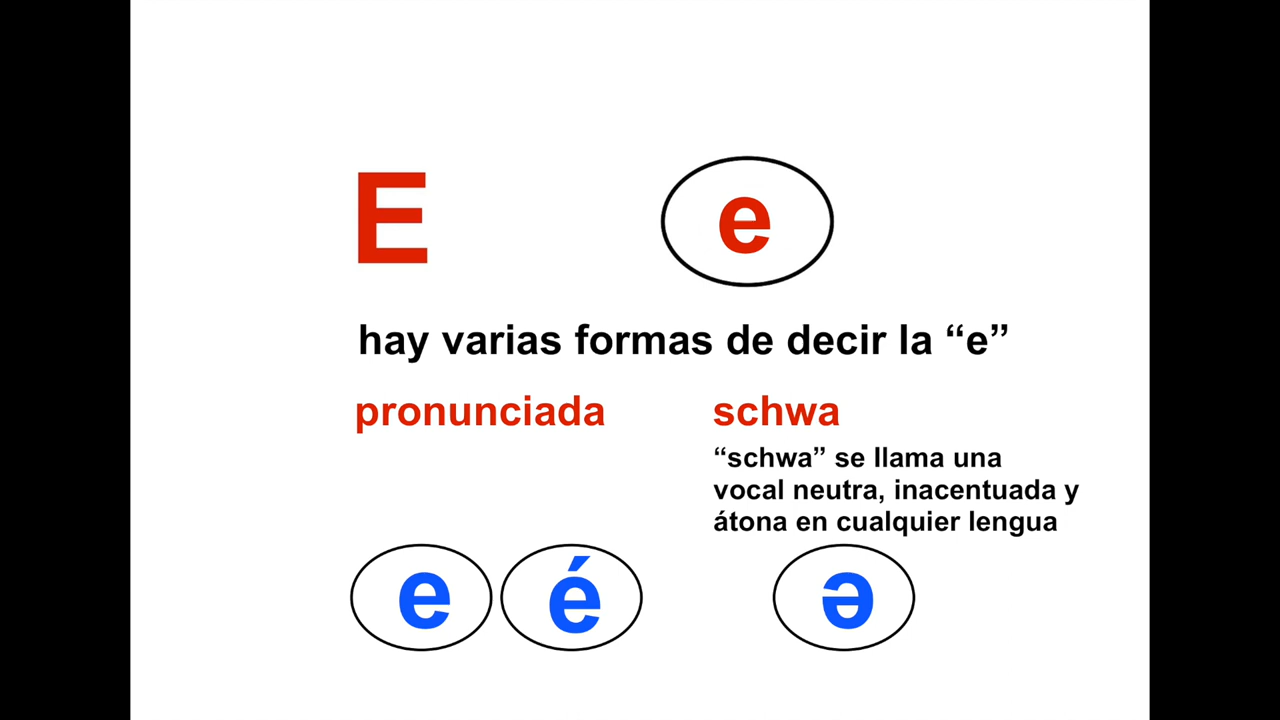 E e
hay varias formas de decir la “e”
pronunciada schwa
“schwa” se llama una
vocal neutra, inacentuada y
átona en cualquier lengua
e é ə